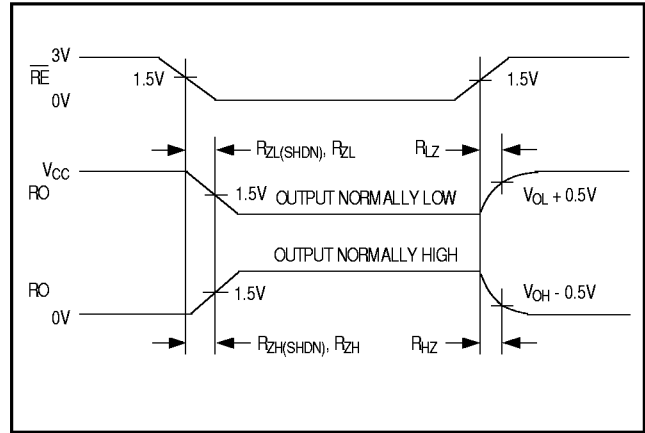 3V
RE
1.5V
1.5V
0V
RZL(SHDN), RZL
RLZ
VCC
RO
1.5V
OUTPUT NORMALLY LOW
VOL + 0.5V
OUTPUT NORMALLY HIGH
RO
1.5V
VOH - 0.5V
0V
RZH(SHDN), RZH
RHZ